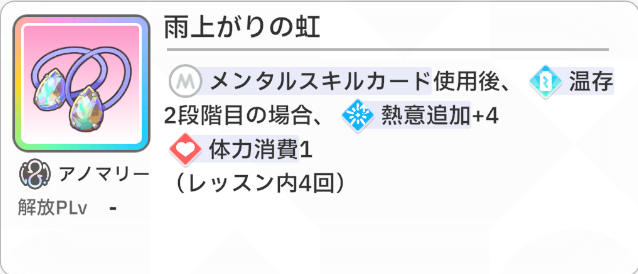 雨上がりの虹
M メンタルスキルカード使用後、温存
2段階目の場合、熱意追加+4
体力消費1
（レッスン内4回）
アノマリー
解放PLv -